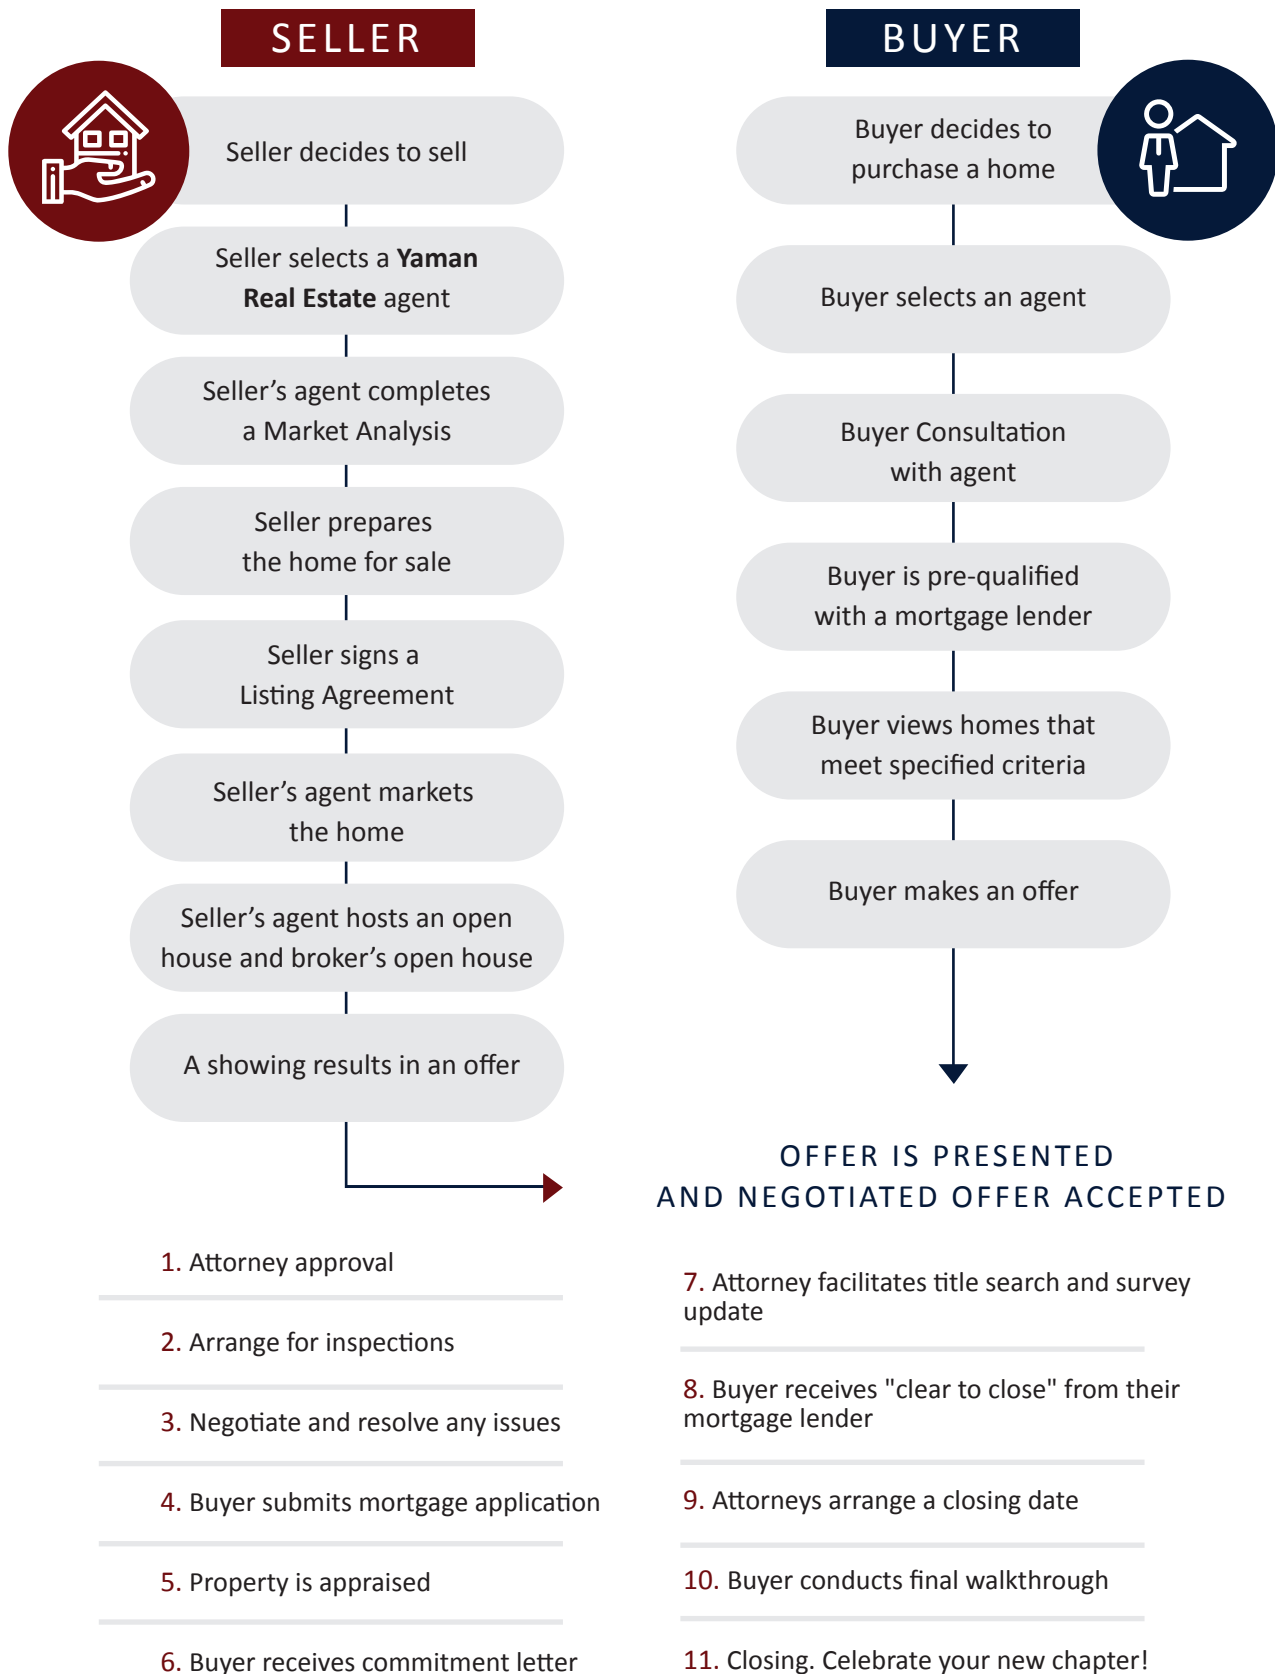 SELLER
Seller decides to sell
Seller selects a Yaman
Real Estate agent
Seller’s agent completes
a Market Analysis
Seller prepares
the home for sale
Seller signs a
Listing Agreement
Seller’s agent markets
the home
Seller’s agent hosts an open
house and broker’s open house
A showing results in an offer
BUYER
Buyer decides to
purchase a home
Buyer selects an agent
Buyer Consultation
with agent
Buyer is pre-qualified
with a mortgage lender
Buyer views homes that
meet specified criteria
Buyer makes an offer
OFFER IS PRESENTED
AND NEGOTIATED OFFER ACCEPTED
1. Attorney approval
2. Arrange for inspections
3. Negotiate and resolve any issues
4. Buyer submits mortgage application
5. Property is appraised
6. Buyer receives commitment letter
7. Attorney facilitates title search and survey
update
8. Buyer receives "clear to close" from their
mortgage lender
9. Attorneys arrange a closing date
10. Buyer conducts final walkthrough
11. Closing. Celebrate your new chapter!